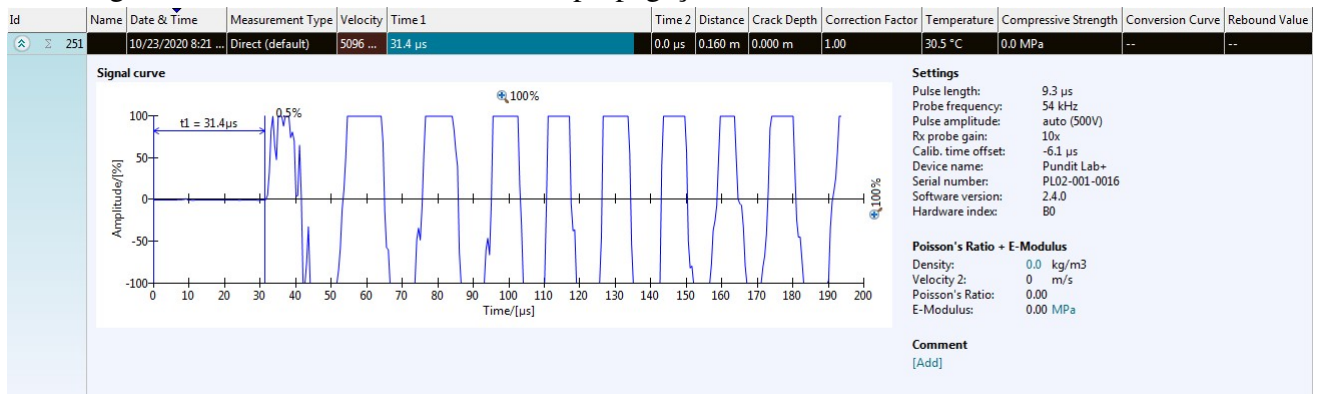 Id Name Date & Time Measurement Type Velocity Time 1 Time 2 Distance Crack Depth Correction Factor Temperature Compressive Strength Conversion Curve Rebound Value
Σ 251 10/23/2020 8:21 ... Direct (default) 5096 ... 31.4 µs 0.0 µs 0.160 m 0.000 m 1.00 30.5 °C 0.0 MPa -- --
Signal curve
100%
0.5%
t1 = 31.4µs
100
50
0
-50
-100
Amplitude/[%]
100%
0 10 20 30 40 50 60 70 80 90 100 110 120 130 140 150 160 170 180 190 200
Time/[µs]
Settings
Pulse length: 9.3 µs
Probe frequency: 54 kHz
Pulse amplitude: auto (500V)
Rx probe gain: 10x
Calib. time offset: -6.1 µs
Device name: Pundit Lab+
Serial number: PL02-001-0016
Software version: 2.4.0
Hardware index: B0
Poisson's Ratio + E-Modulus
Density: 0.0 kg/m3
Velocity 2: 0 m/s
Poisson's Ratio: 0.00
E-Modulus: 0.00 MPa
Comment
[Add]